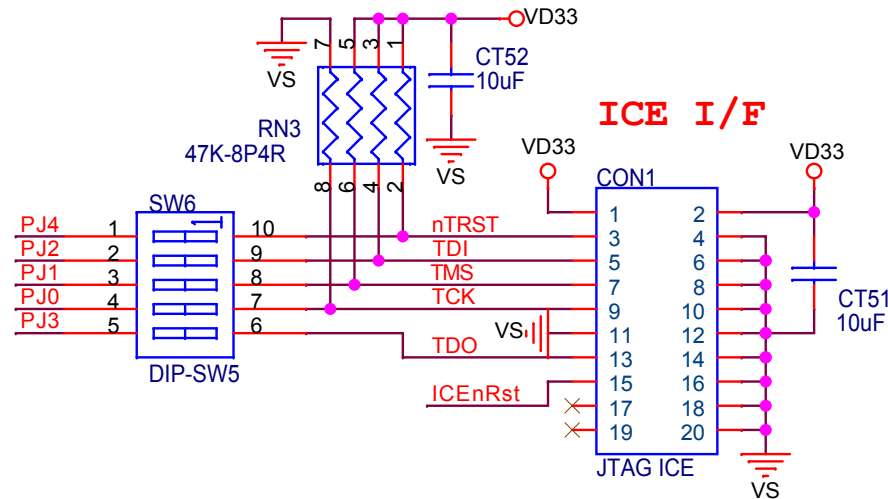 VD33
7 5 3 1
VS
CT52
10uF
RN3
47K-8P4R
VS
8 6 4 2
ICE I/F
VD33
VD33
CON1
SW6
1
PJ4 1 10 nTRST
PJ2 2 9 TDI
PJ1 3 8 TMS
PJ0 4 7 TCK
PJ3 5 6 TDO
DIP-SW5
VS
ICEnRst
1 2
3 4
5 6
7 8
9 10
11 12
13 14
15 16
17 18
19 20
JTAG ICE
CT51
10uF
VS